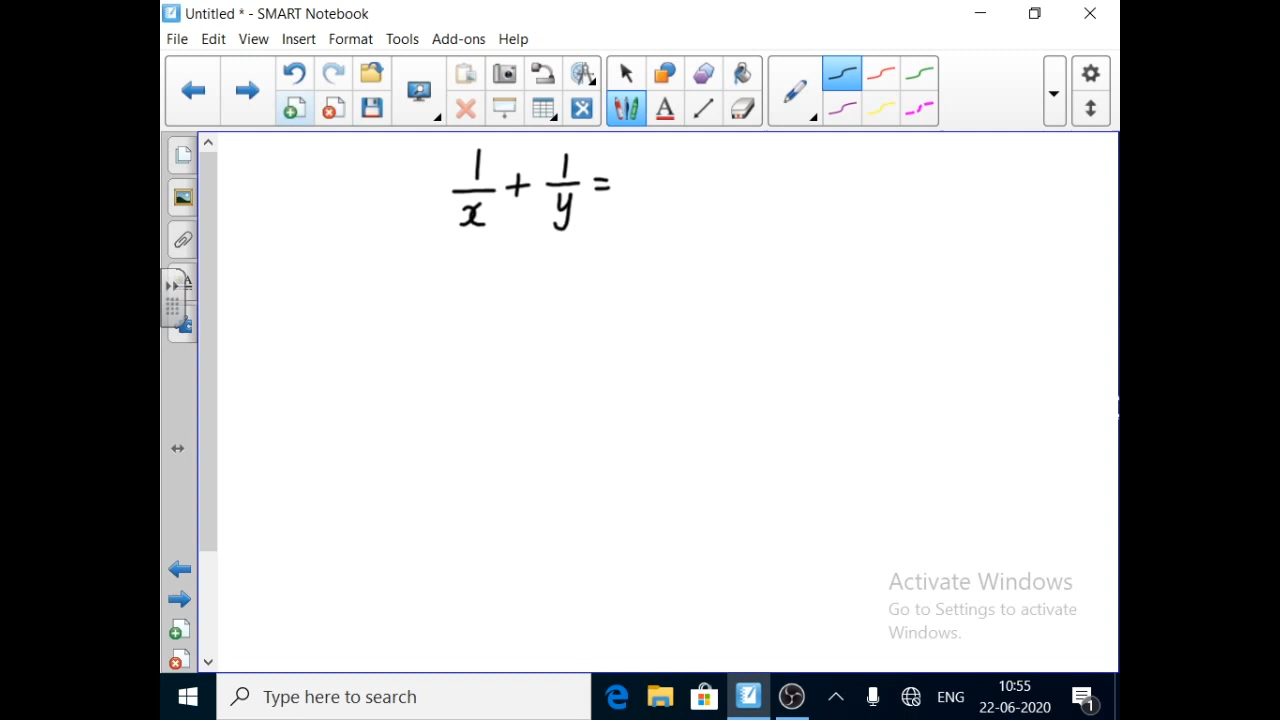 Untitled * - SMART Notebook
File Edit View Insert Format Tools Add-ons Help
1/x + 1/y =
Activate Windows
Go to Settings to activate
Windows.
Type here to search
ENG
10:55
22-06-2020
1